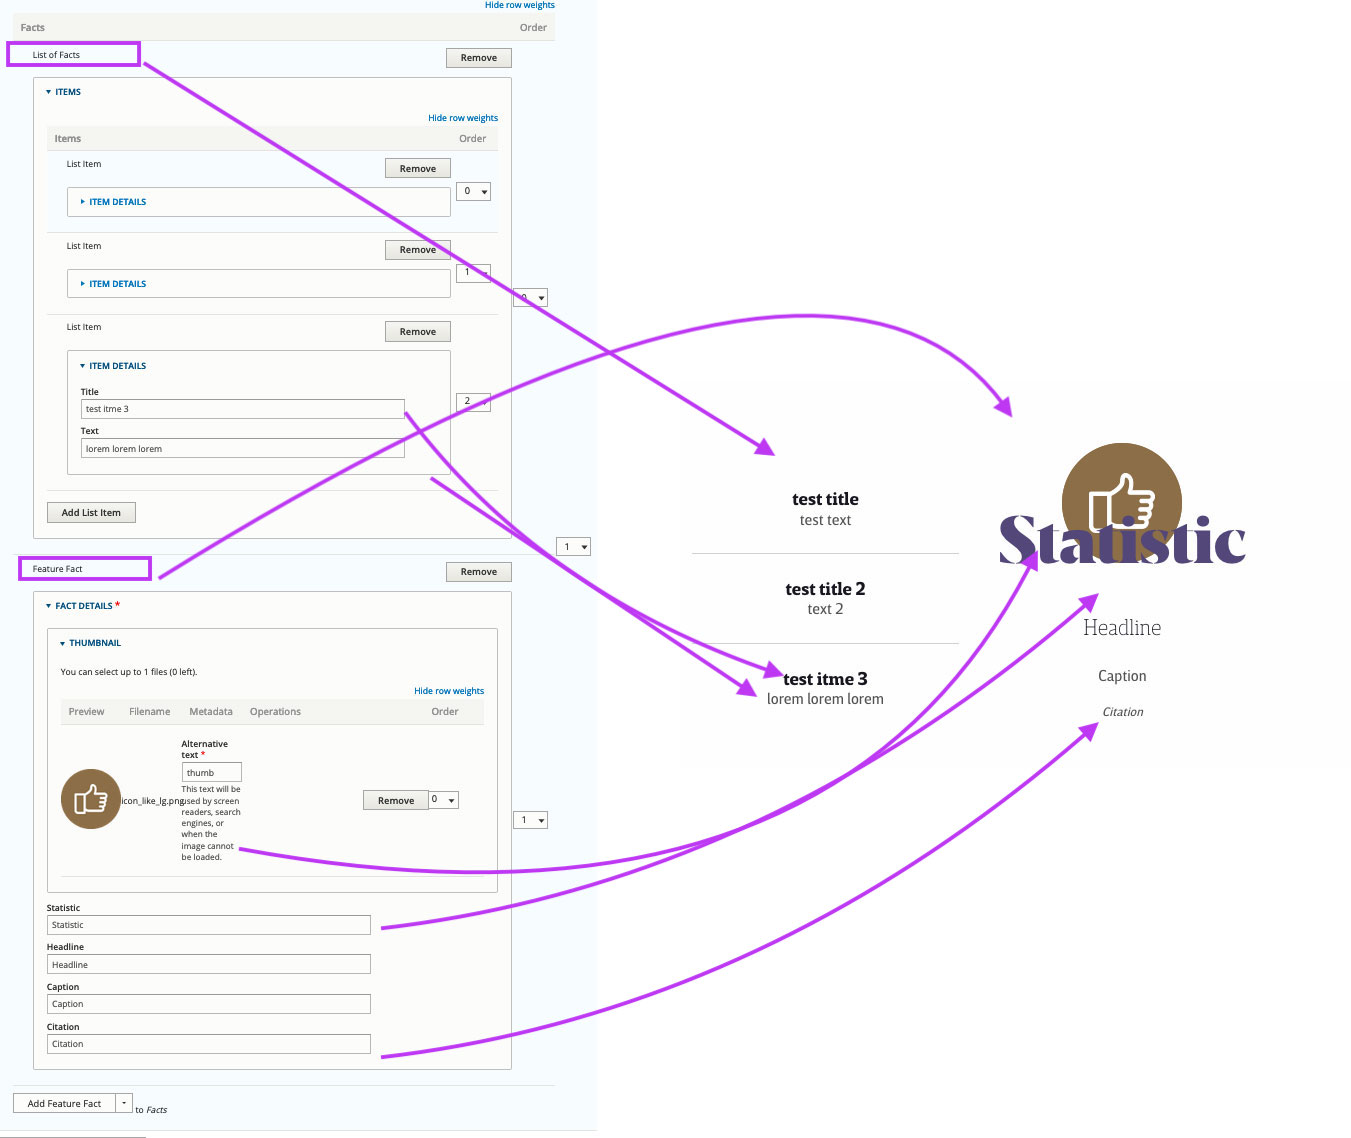 Hide row weights
Facts Order
List of Facts
Remove
ITEMS
Hide row weights
Items Order
List Item
Remove
0
ITEM DETAILS
List Item
Remove
1
ITEM DETAILS
0
List Item
Remove
ITEM DETAILS
Title
test itme 3
2
Text
lorem lorem lorem
Add List Item
1
Feature Fact
Remove
FACT DETAILS *
THUMBNAIL
You can select up to 1 files (0 left).
Hide row weights
Preview Filename Metadata Operations Order
Alternative
text *
thumb
icon_like_lg.png
This text will be
used by screen
readers, search
engines, or
when the
image cannot
be loaded.
Remove
0
1
Statistic
Statistic
Headline
Headline
Caption
Caption
Citation
Citation
Add Feature Fact
to Facts
test title
test text
test title 2
text 2
test itme 3
lorem lorem lorem
Statistic
Headline
Caption
Citation